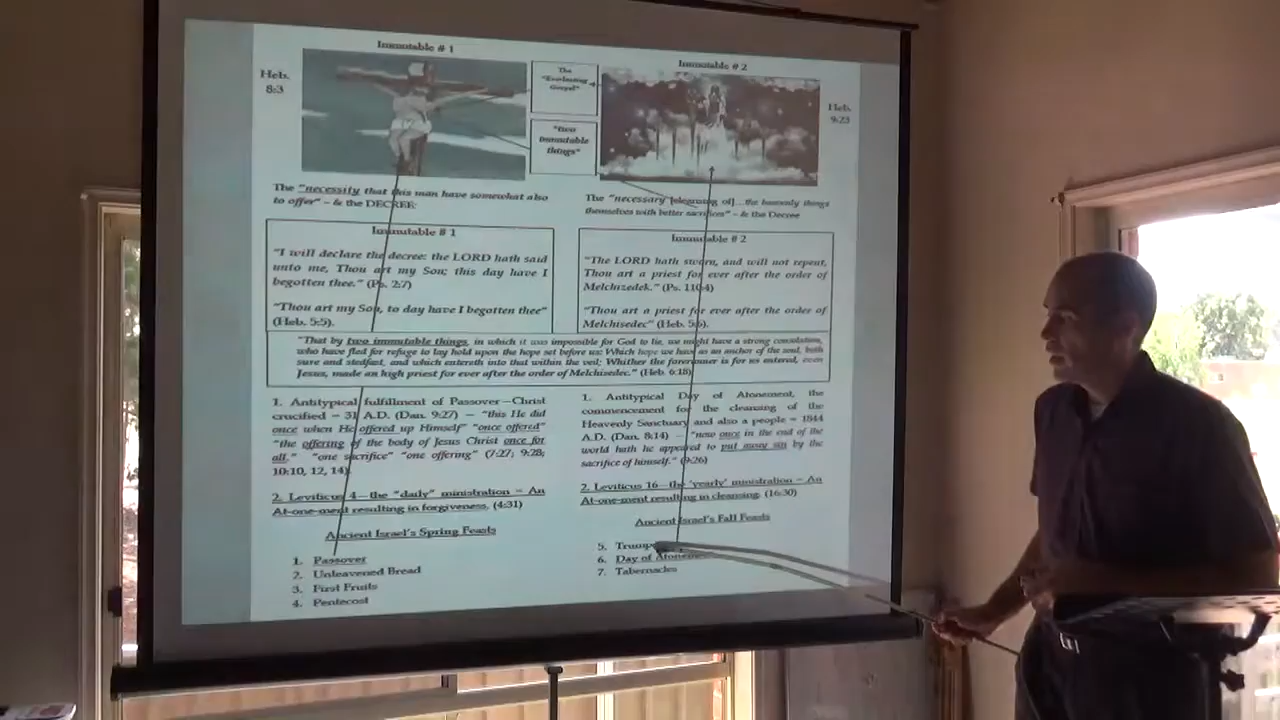 Immutable # 1
Heb.
8:3
The
"Everlasting
Gospel"
"two
immutable
things"
Immutable # 2
Heb.
9:23
The "necessity that this man have somewhat also
to offer" – & the DECREE:
The "necessary [cleansing of]...the heavenly things
themselves with better sacrifices" – & the Decree
Immutable # 1
"I will declare the decree: the LORD hath said
unto me, Thou art my Son; this day have I
begotten thee." (Ps. 2:7)
"Thou art my Son, to day have I begotten thee"
(Heb. 5:5).
Immutable # 2
"The LORD hath sworn, and will not repent,
Thou art a priest for ever after the order of
Melchizedek." (Ps. 110:4)
"Thou art a priest for ever after the order of
Melchisedec" (Heb. 5:6).
"That by two immutable things, in which it was impossible for God to lie, we might have a strong consolation,
who have fled for refuge to lay hold upon the hope set before us: Which hope we have as an anchor of the soul, both
sure and stedfast, and which entereth into that within the veil; Whither the forerunner is for us entered, even
Jesus, made an high priest for ever after the order of Melchisedec." (Heb. 6:18)
1. Antitypical fulfillment of Passover—Christ
crucified = 31 A.D. (Dan. 9:27) – "this He did
once when He offered up Himself" "once offered"
"the offering of the body of Jesus Christ once for
all." "one sacrifice" "one offering" (7:27; 9:28;
10:10, 12, 14)
2. Leviticus 4—the "daily" ministration = An
At-one-ment resulting in forgiveness. (4:31)
Ancient Israel's Spring Feasts
1. Passover
2. Unleavened Bread
3. First Fruits
4. Pentecost
1. Antitypical Day of Atonement, the
commencement for the cleansing of the
Heavenly Sanctuary and also a people = 1844
A.D. (Dan. 8:14) – "now once in the end of the
world hath he appeared to put away sin by the
sacrifice of himself." (9:26)
2. Leviticus 16—the 'yearly' ministration = An
At-one-ment resulting in cleansing. (16:30)
Ancient Israel's Fall Feasts
5. Trump
6. Day of Atonement
7. Tabernacles